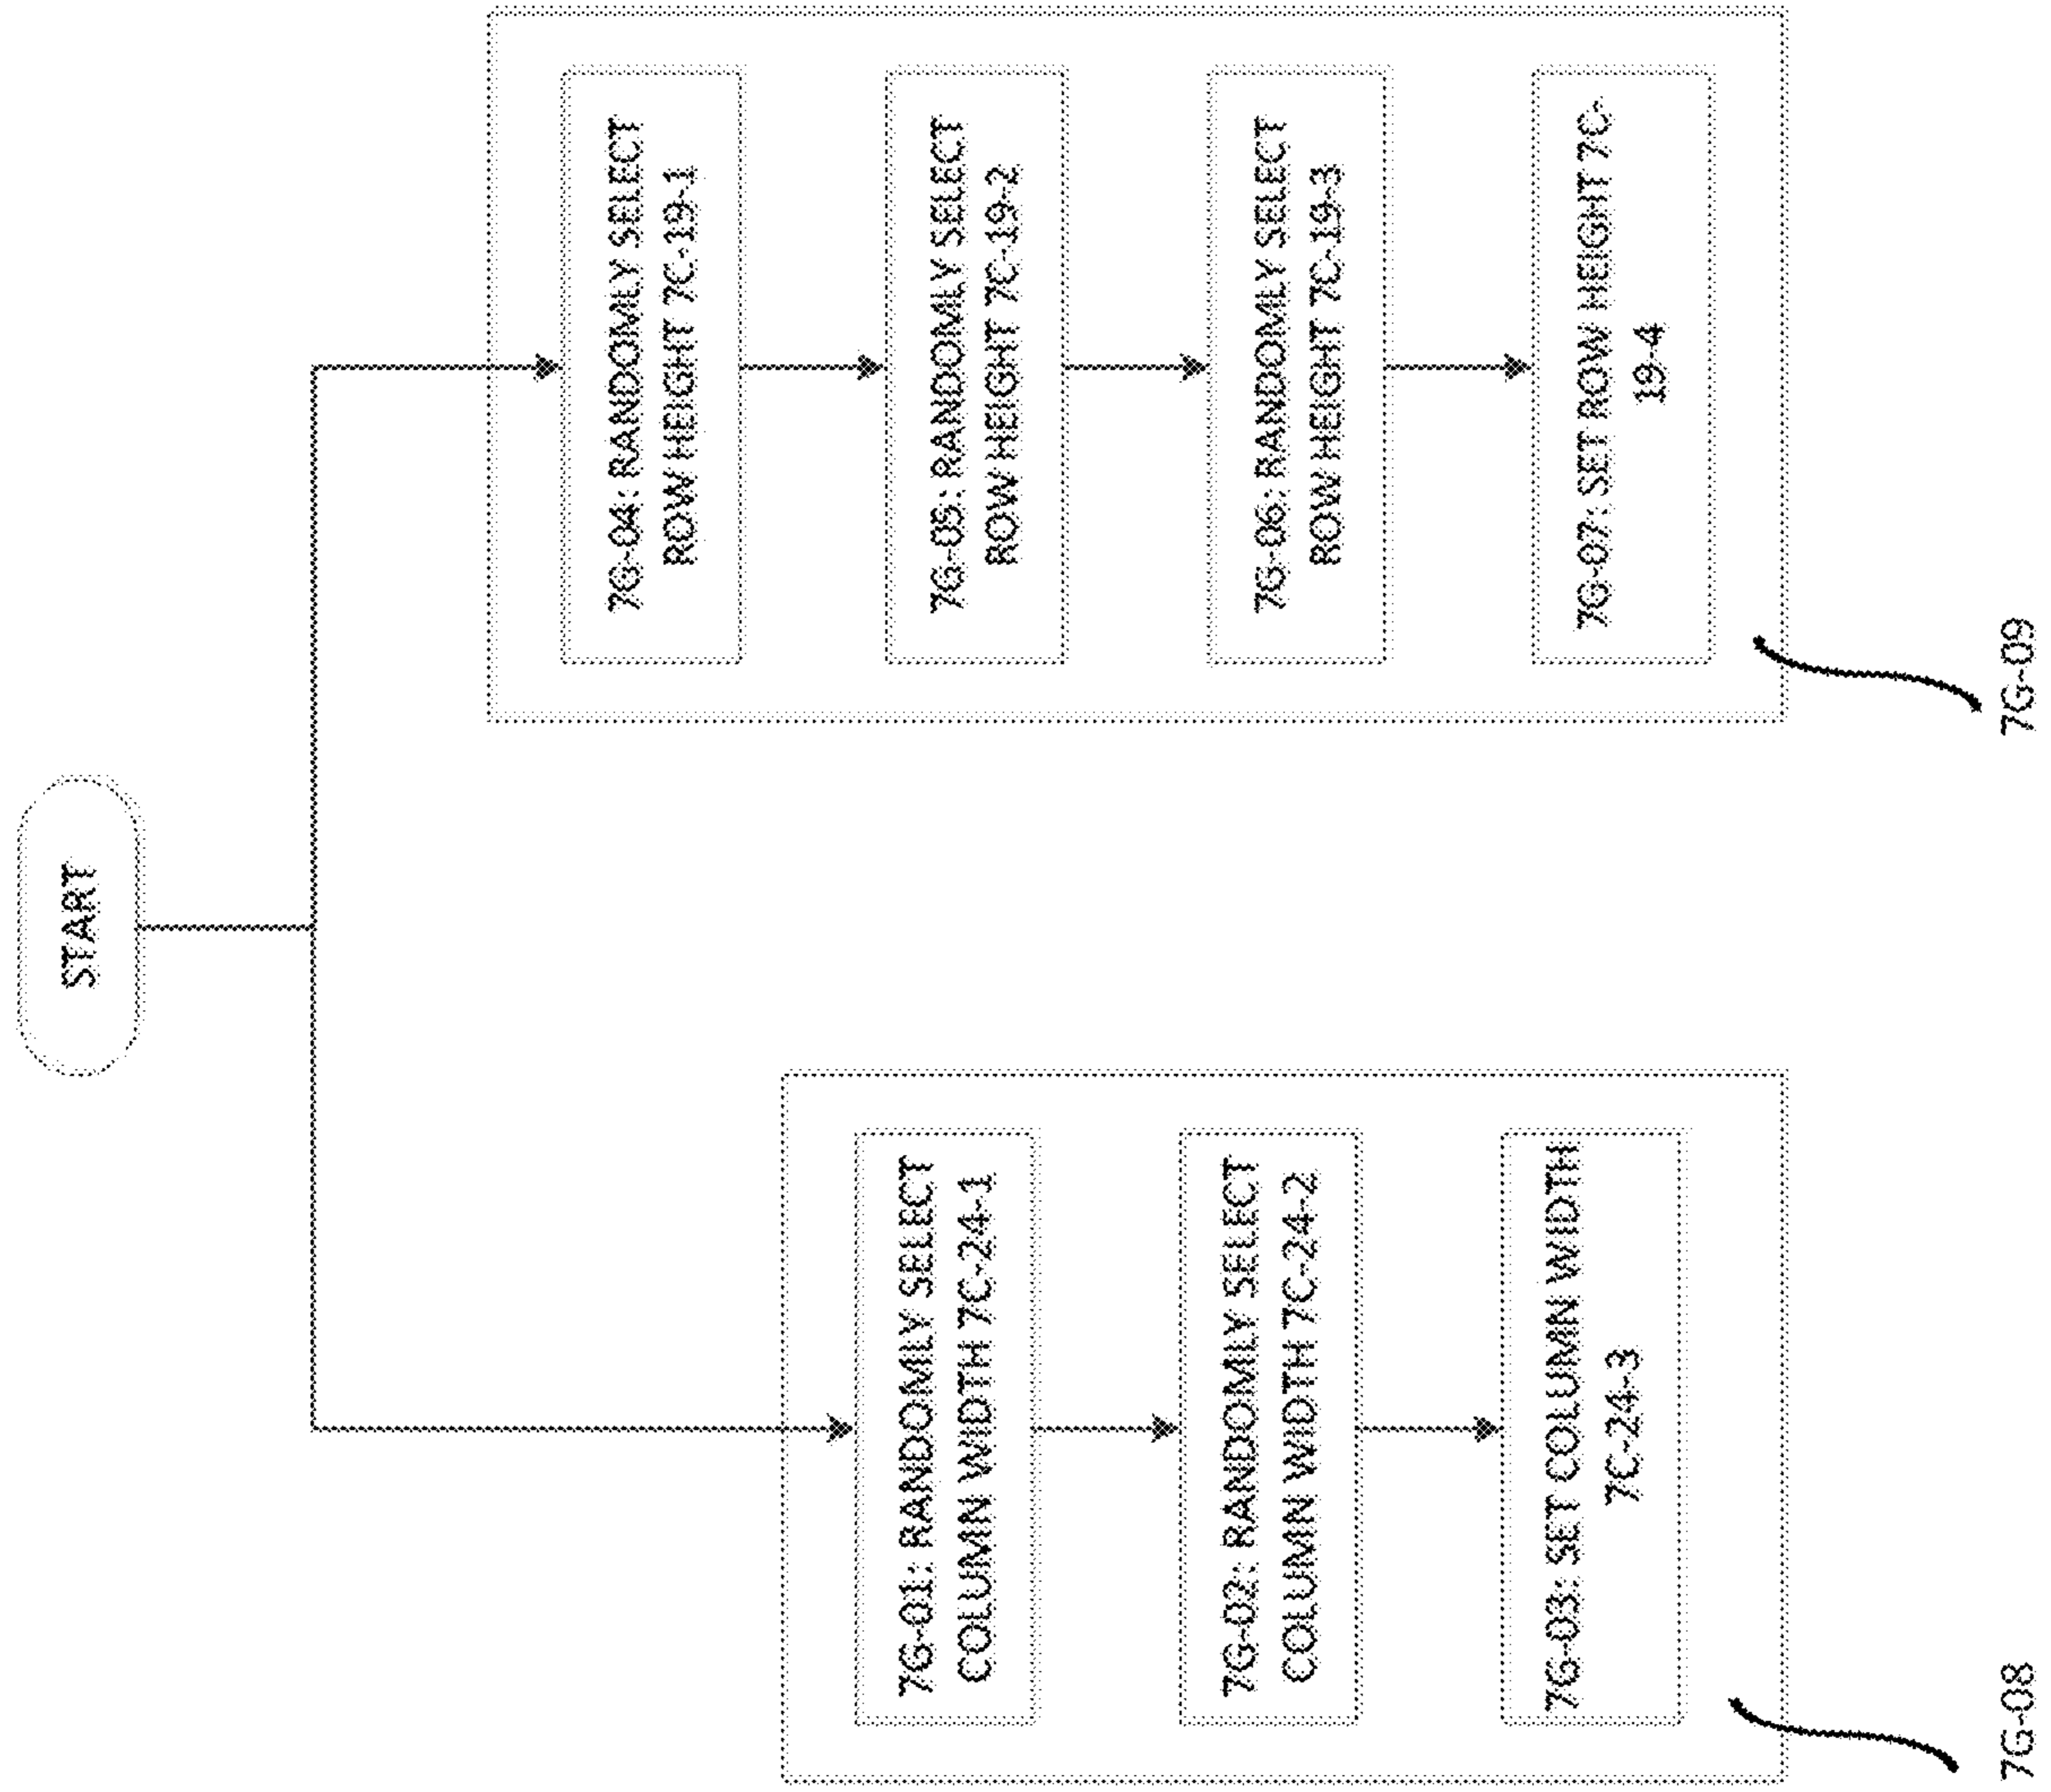 START
7G-01: RANDOMLY SELECT
COLUMN WIDTH 7C-24-1
7G-02: RANDOMLY SELECT
COLUMN WIDTH 7C-24-2
7G-03: SET COLUMN WIDTH
7C-24-3
7G-08
7G-04: RANDOMLY SELECT
ROW HEIGHT 7C-19-1
7G-05: RANDOMLY SELECT
ROW HEIGHT 7C-19-2
7G-06: RANDOMLY SELECT
ROW HEIGHT 7C-19-3
7G-07: SET ROW HEIGHT 7C-
19-4
7G-09